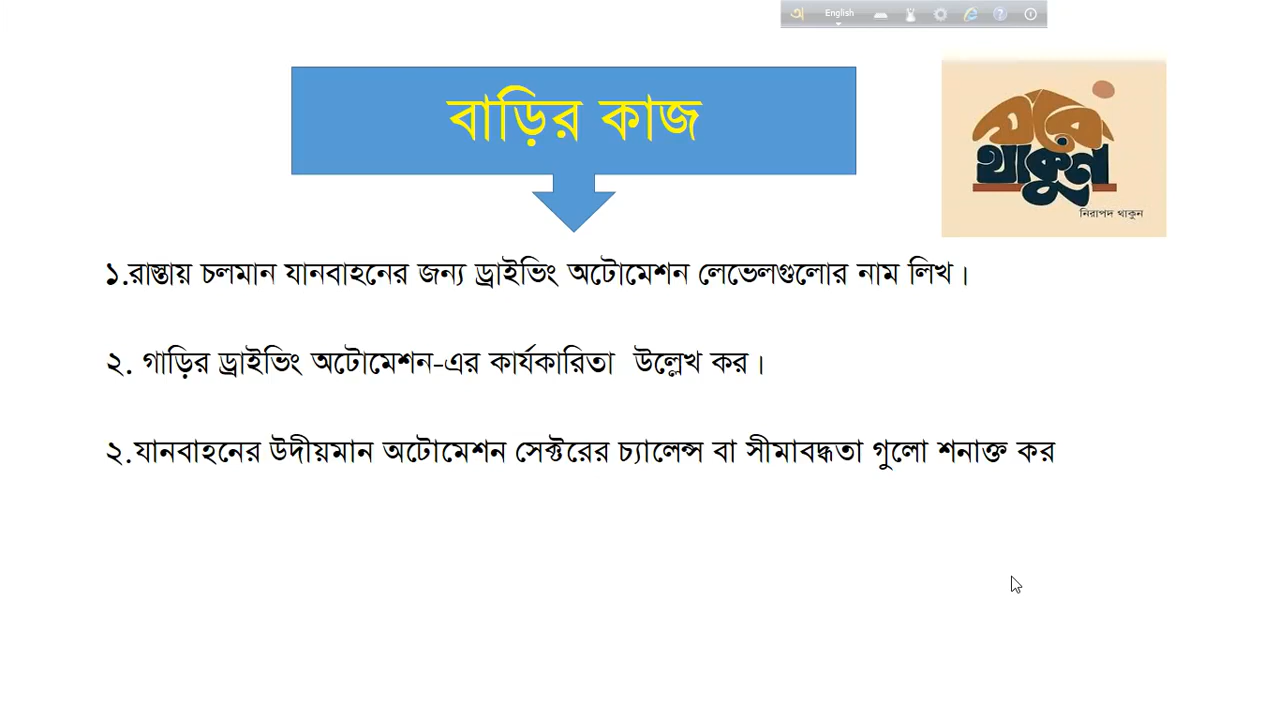 অ English
বাড়ির কাজ
ঘরে
থাকুন
নিরাপদ থাকুন
১.রাস্তায় চলমান যানবাহনের জন্য ড্রাইভিং অটোমেশন লেভেলগুলোর নাম লিখ।
২. গাড়ির ড্রাইভিং অটোমেশন-এর কার্যকারিতা উল্লেখ কর।
২.যানবাহনের উদীয়মান অটোমেশন সেক্টরের চ্যালেন্স বা সীমাবদ্ধতা গুলো শনাক্ত কর